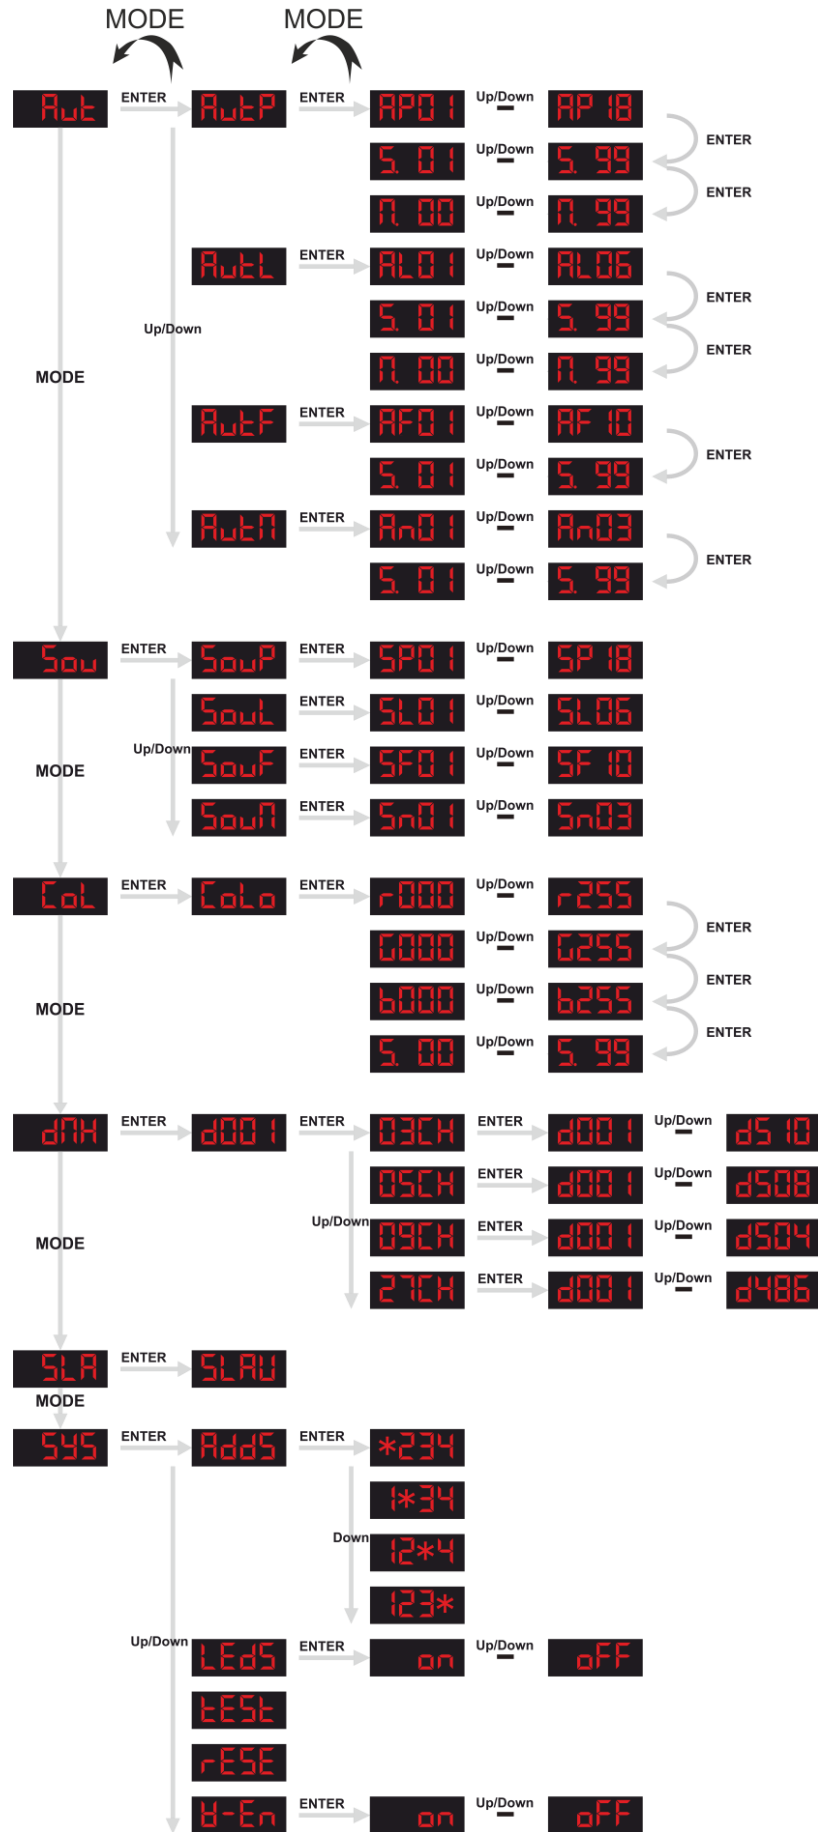 MODE MODE
Aut ENTER AutP ENTER AP01 Up/Down AP18
ENTER
S. 01 Up/Down S. 99
ENTER
M. 00 Up/Down M. 99
AutL ENTER AL01 Up/Down AL06
ENTER
S. 01 Up/Down S. 99
Up/Down
ENTER
M. 00 Up/Down M. 99
MODE
AutF ENTER AF01 Up/Down AF10
ENTER
S. 01 Up/Down S. 99
AutM ENTER An01 Up/Down An03
ENTER
S. 01 Up/Down S. 99
Sou ENTER SouP ENTER SP01 Up/Down SP18
SouL ENTER SL01 Up/Down SL06
Up/Down
MODE
SouF ENTER SF01 Up/Down SF10
SouM ENTER Sn01 Up/Down Sn03
CoL ENTER CoLo ENTER r000 Up/Down r255
ENTER
G000 Up/Down G255
ENTER
b000 Up/Down b255
MODE
ENTER
S. 00 Up/Down S. 99
dMH ENTER d001 ENTER 03CH ENTER d001 Up/Down d510
05CH ENTER d001 Up/Down d508
Up/Down
09CH ENTER d001 Up/Down d504
MODE
27CH ENTER d001 Up/Down d486
SLA ENTER SLAU
MODE
SYS ENTER AddS ENTER *234
1*34
Down
12*4
123*
Up/Down
LEdS ENTER on Up/Down oFF
tESt
rESE
-En ENTER on Up/Down oFF